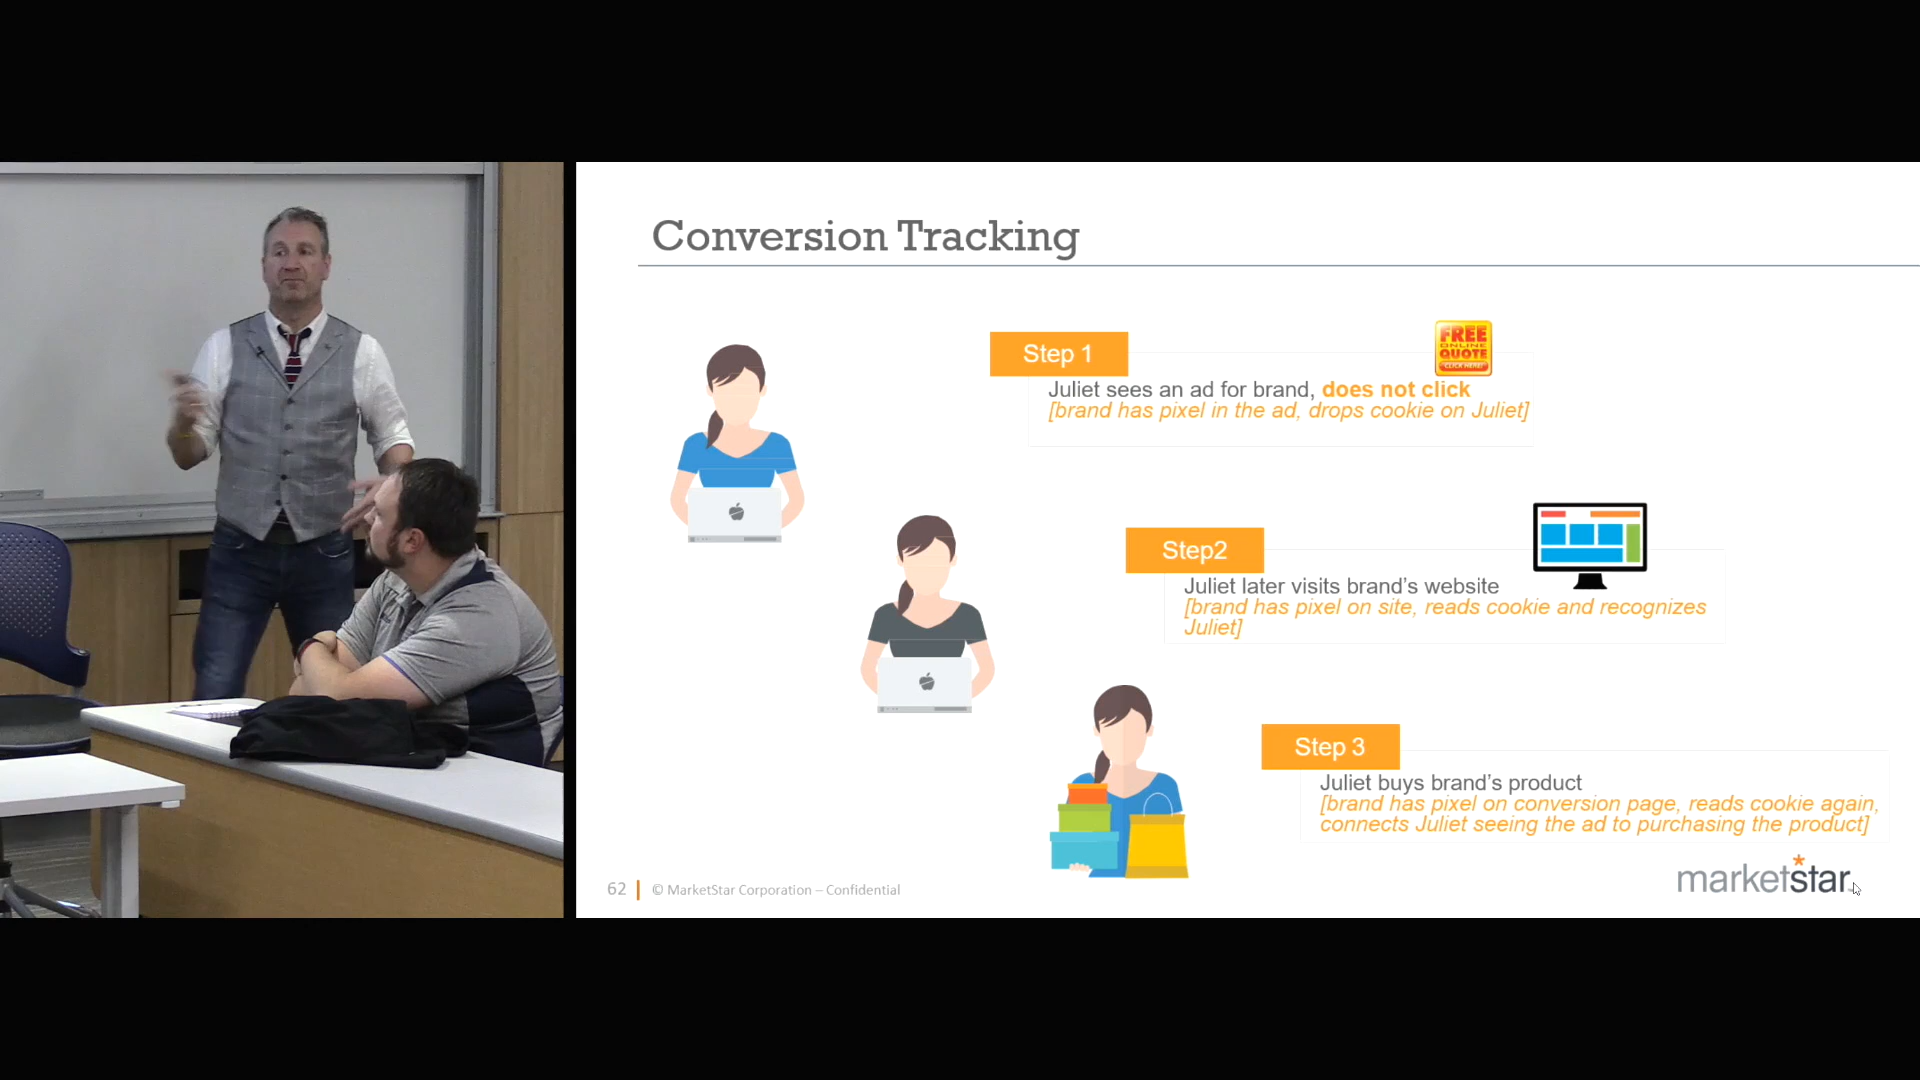 Conversion Tracking
Step 1
FREE
ONLINE
QUOTE
CLICK HERE!
Juliet sees an ad for brand, does not click
[brand has pixel in the ad, drops cookie on Juliet]
Step2
Juliet later visits brand's website
[brand has pixel on site, reads cookie and recognizes
Juliet]
Step 3
Juliet buys brand's product
[brand has pixel on conversion page, reads cookie again,
connects Juliet seeing the ad to purchasing the product]
62
© MarketStar Corporation – Confidential
marketstar